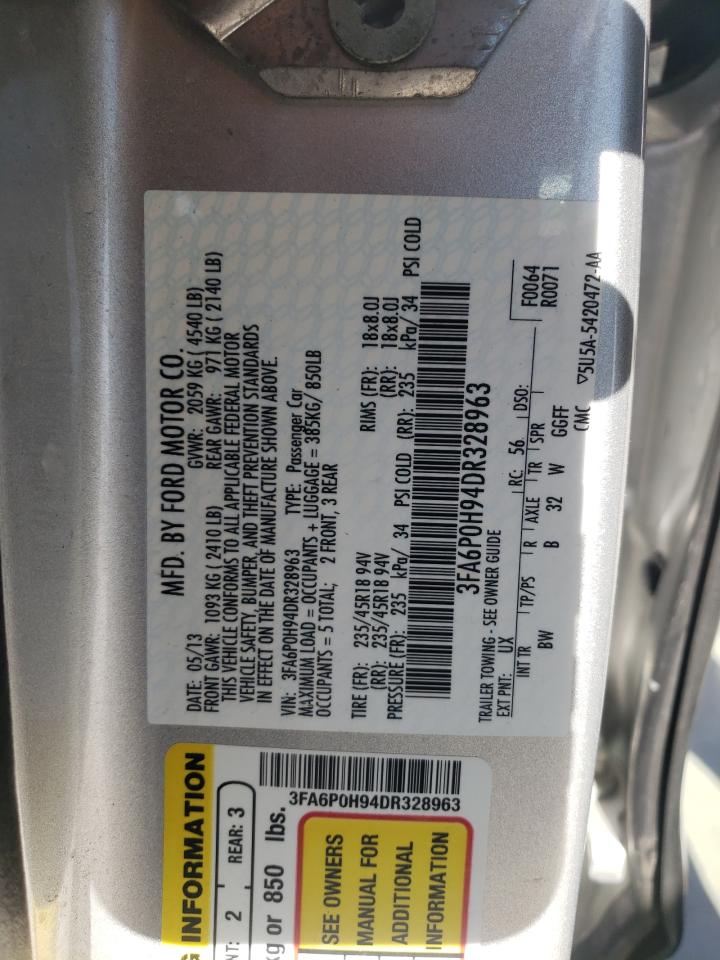 MFD. BY FORD MOTOR CO.
DATE: 05/13 GVWR: 2059 KG ( 4540 LB)
FRONT GAWR: 1093 KG ( 2410 LB) REAR GAWR: 971 KG ( 2140 LB)
THIS VEHICLE CONFORMS TO ALL APPLICABLE FEDERAL MOTOR
VEHICLE SAFETY, BUMPER, AND THEFT PREVENTION STANDARDS
IN EFFECT ON THE DATE OF MANUFACTURE SHOWN ABOVE.
VIN: 3FA6P0H94DR328963 TYPE: Passenger Car
MAXIMUM LOAD = OCCUPANTS + LUGGAGE = 385KG/ 850LB
OCCUPANTS = 5 TOTAL; 2 FRONT, 3 REAR
TIRE (FR): 235/45R18 94V RIMS (FR): 18x8.0J
(RR): 235/45R18 94V (RR): 18x8.0J
PRESSURE (FR): 235 kPa/ 34 PSI COLD (RR): 235 kPa/ 34 PSI COLD
3FA6P0H94DR328963
TRAILER TOWING - SEE OWNER GUIDE
EXT PNT: UX RC: 56 DSO: F0064
R0071
INT TR TP/PS R AXLE TR SPR
BW B 32 W GGFF
CMC ▽5U5A-5420472-AA
INFORMATION
2 REAR: 3
kg or 850 lbs.
3FA6P0H94DR328963
SEE OWNERS
MANUAL FOR
ADDITIONAL
INFORMATION